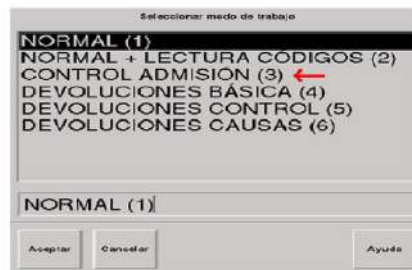 Seleccionar modo de trabajo
NORMAL (1)
NORMAL + LECTURA CÓDIGOS (2)
CONTROL ADMISIÓN (3)
DEVOLUCIONES BÁSICA (4)
DEVOLUCIONES CONTROL (5)
DEVOLUCIONES CAUSAS (6)
NORMAL (1)
Aceptar Cancelar Ayuda